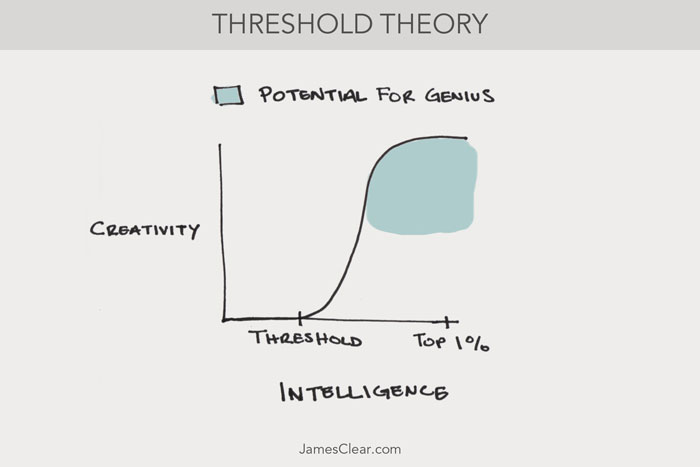 THRESHOLD THEORY
POTENTIAL FOR GENIUS
CREATIVITY
THRESHOLD
TOP 1%
INTELLIGENCE
JamesClear.com